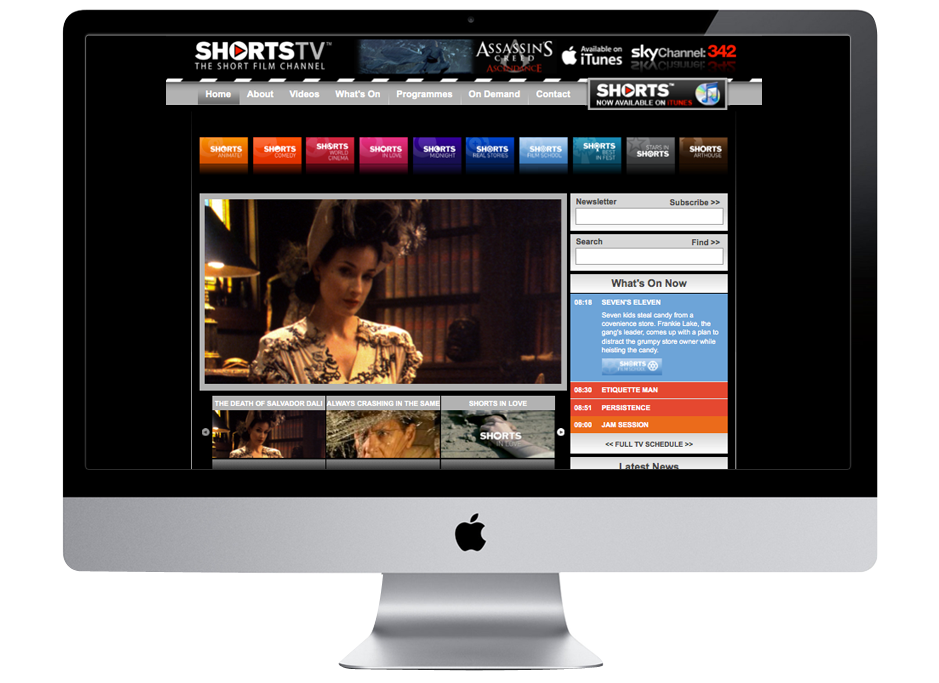 SHORTSTV™
THE SHORT FILM CHANNEL
ASSASSIN'S
CREED
ASCENDANCE
Available on
iTunes
sky Channel: 342
Home About Videos What's On Programmes On Demand Contact
SHORTS™
NOW AVAILABLE ON iTUNES
SHORTS
ANIMATE!
SHORTS
COMEDY
SHORTS
WORLD
CINEMA
SHORTS
IN LOVE
SHORTS
MIDNIGHT
SHORTS
REAL STORIES
SHORTS
FILM SCHOOL
SHORTS
BEST
IN FEST
STARS IN
SHORTS
SHORTS
ARTHOUSE
Newsletter Subscribe >>
Search Find >>
What's On Now
08:18 SEVEN'S ELEVEN
Seven kids steal candy from a
covenience store. Frankie Lake, the
gang's leader, comes up with a plan to
distract the grumpy store owner while
heisting the candy.
SHORTS
FILM SCHOOL
08:30 ETIQUETTE MAN
08:51 PERSISTENCE
09:00 JAM SESSION
<< FULL TV SCHEDULE >>
Latest News
THE DEATH OF SALVADOR DALI
ALWAYS CRASHING IN THE SAME
SHORTS IN LOVE
SHORTS
IN LOVE